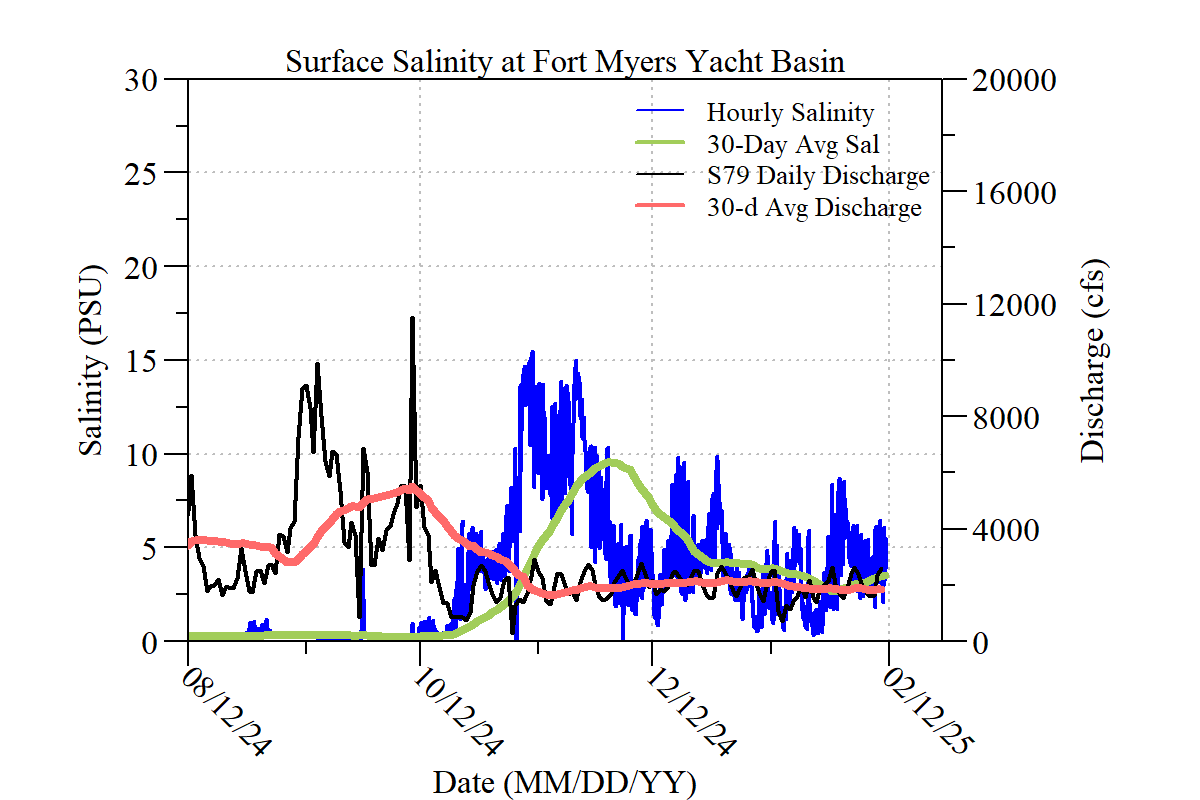 Surface Salinity at Fort Myers Yacht Basin
30
25
20
15
10
5
0
Salinity (PSU)
Hourly Salinity
30-Day Avg Sal
S79 Daily Discharge
30-d Avg Discharge
20000
16000
12000
8000
4000
0
Discharge (cfs)
08/12/24
10/12/24
12/12/24
02/12/25
Date (MM/DD/YY)